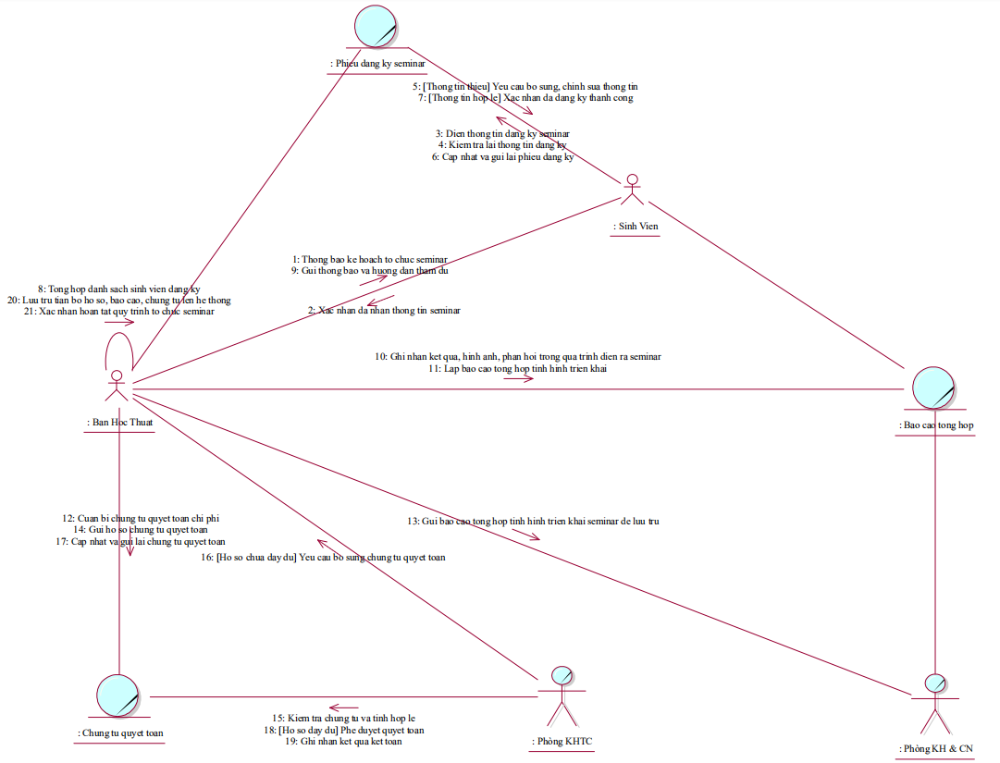 : Phieu dang ky seminar
5: [Thong tin thieu] Yeu cau bo sung, chinh sua thong tin
7: [Thong tin hop le] Xac nhan da dang ky thanh cong
3: Dien thong tin dang ky seminar
4: Kiem tra lai thong tin dang ky
6: Cap nhat va gui lai phieu dang ky
: Sinh Vien
1: Thong bao ke hoach to chuc seminar
9: Gui thong bao va huong dan tham du
2: Xac nhan da nhan thong tin seminar
8: Tong hop danh sach sinh vien dang ky
20: Luu tru tian bo ho so, bao cao, chung tu len he thong
21: Xac nhan hoan tat quy trinh to chuc seminar
10: Ghi nhan ket qua, hinh anh, phan hoi trong qua trinh dien ra seminar
11: Lap bao cao tong hop tinh hinh trien khai
: Ban Hoc Thuat
: Bao cao tong hop
12: Cuan bi chung tu quyet toan chi phi
14: Gui ho so chung tu quyet toan
17: Cap nhat va gui lai chung tu quyet toan
13: Gui bao cao tong hop tinh hinh trien khai seminar de luu tru
16: [Ho so chua day du] Yeu cau bo sung chung tu quyet toan
: Chung tu quyet toan
15: Kiem tra chung tu va tinh hop le
18: [Ho so day du] Phe duyet quyet toan
19: Ghi nhan ket qua ket toan
: Phòng KHTC
: Phòng KH & CN